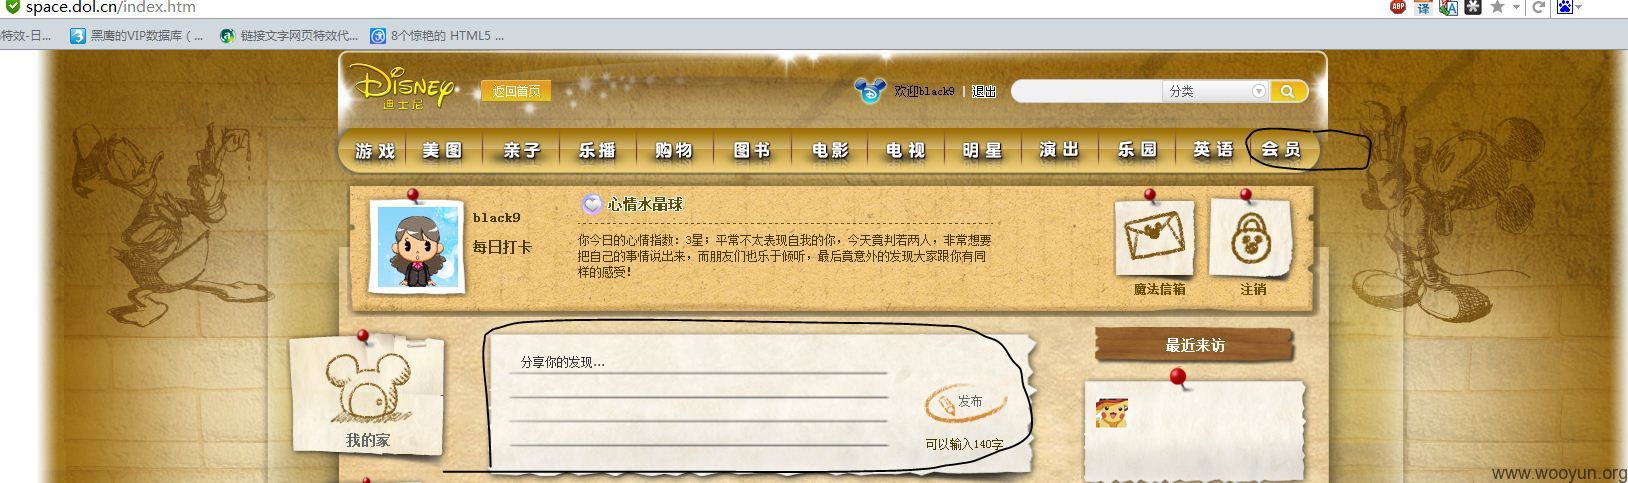 space.dol.cn/index.htm
ABP 译
特效-日... 黑鹰的VIP数据库 (... 链接文字网页特效代... 8个惊艳的 HTML5 ...
Disney
迪士尼
返回首页
欢迎black9 | 退出
分类
游戏 美图 亲子 乐播 购物 图书 电影 电视 明星 演出 乐园 英语 会员
black9
每日打卡
心情水晶球
你今日的心情指数：3星；平常不太表现自我的你，今天竟判若两人，非常想要
把自己的事情说出来，而朋友们也乐于倾听，最后竟意外的发现大家跟你有同
样的感受！
魔法信箱
注销
我的家
分享你的发现...
发布
可以输入140字
最近来访
www.wooyun.org